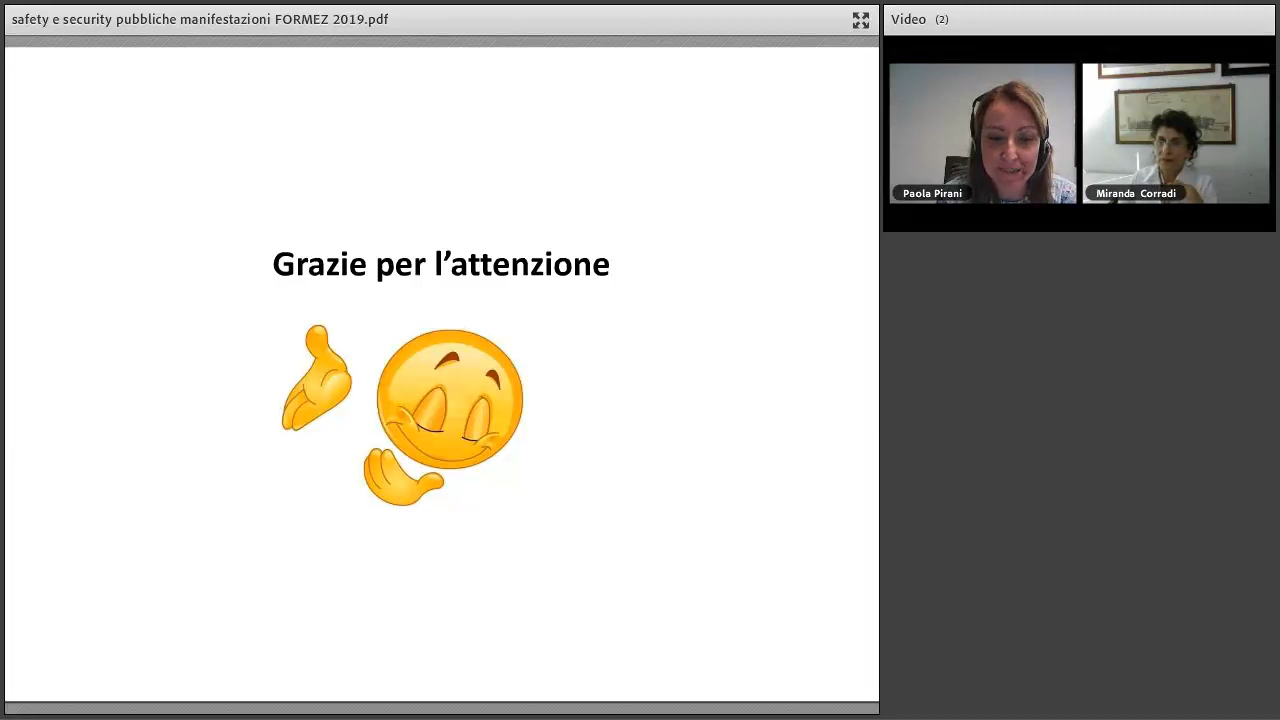 safety e security pubbliche manifestazioni FORMEZ 2019.pdf
Video (2)
Paola Pirani
Miranda Corradi
Grazie per l’attenzione